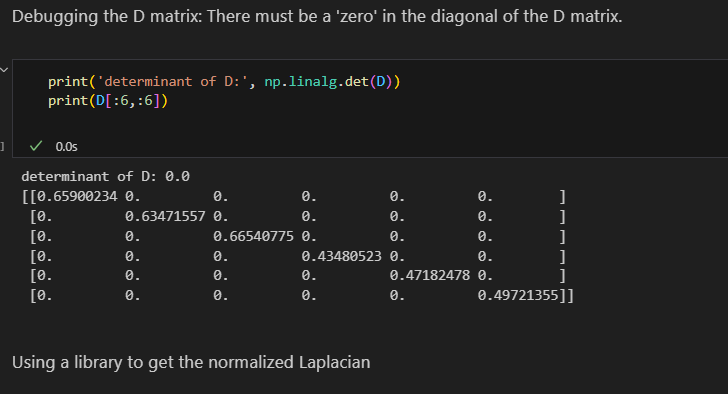 Debugging the D matrix: There must be a 'zero' in the diagonal of the D matrix.
print('determinant of D:', np.linalg.det(D))
print(D[:6,:6])
]
0.0s
determinant of D: 0.0
[[0.65900234 0.         0.         0.         0.         0.        ]
 [0.         0.63471557 0.         0.         0.         0.        ]
 [0.         0.         0.66540775 0.         0.         0.        ]
 [0.         0.         0.         0.43480523 0.         0.        ]
 [0.         0.         0.         0.         0.47182478 0.        ]
 [0.         0.         0.         0.         0.         0.49721355]]
Using a library to get the normalized Laplacian